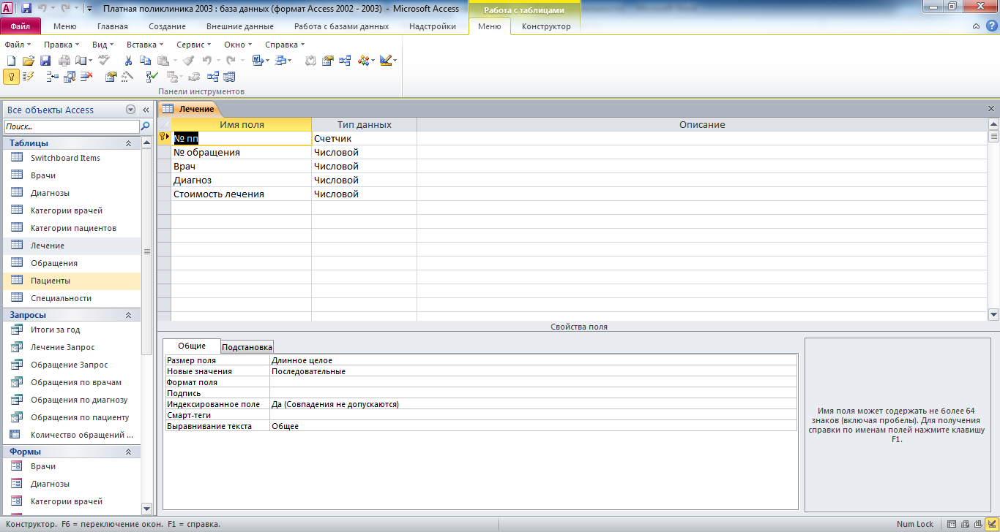 Платная поликлиника 2003 : база данных (формат Access 2002 - 2003) - Microsoft Access
Работа с таблицами
Файл Меню Главная Создание Внешние данные Работа с базами данных Надстройки Меню Конструктор
Файл Правка Вид Вставка Сервис Окно Справка
Панели инструментов
Все объекты Access
Поиск...
Таблицы
Switchboard Items
Врачи
Диагнозы
Категории врачей
Категории пациентов
Лечение
Обращения
Пациенты
Специальности
Запросы
Итоги за год
Лечение Запрос
Обращение Запрос
Обращения по врачам
Обращения по диагнозу
Обращения по пациенту
Количество обращений ...
Формы
Врачи
Диагнозы
Категории врачей
Лечение
Имя поля Тип данных Описание
№ пп Счетчик
№ обращения Числовой
Врач Числовой
Диагноз Числовой
Стоимость лечения Числовой
Свойства поля
Общие Подстановка
Размер поля Длинное целое
Новые значения Последовательные
Формат поля
Подпись
Индексированное поле Да (Совпадения не допускаются)
Смарт-теги
Выравнивание текста Общее
Имя поля может содержать не более 64
знаков (включая пробелы). Для получения
справки по именам полей нажмите клавишу
F1.
Конструктор. F6 = переключение окон. F1 = справка.
Num Lock